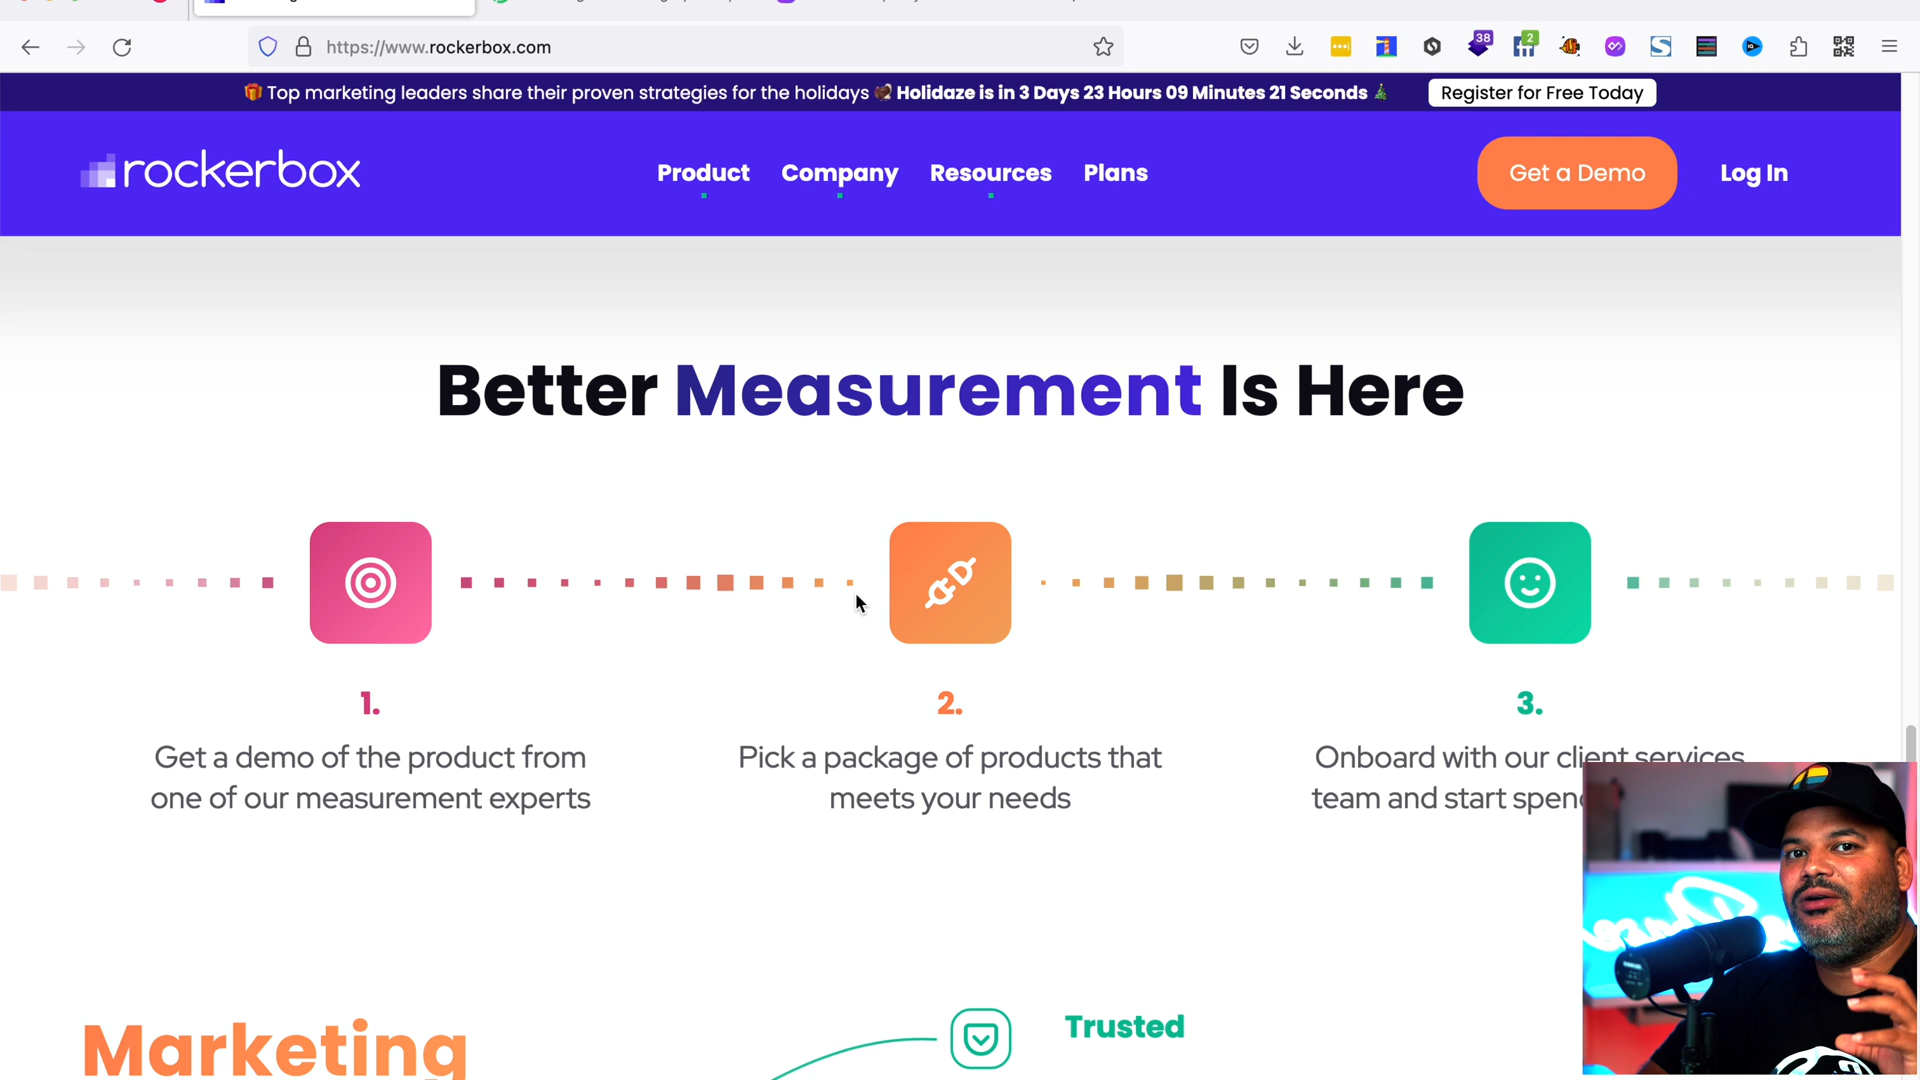 https://www.rockerbox.com
38
2
Top marketing leaders share their proven strategies for the holidays Holidaze is in 3 Days 23 Hours 09 Minutes 21 Seconds
Register for Free Today
rockerbox
Product
Company
Resources
Plans
Get a Demo
Log In
Better Measurement Is Here
1.
Get a demo of the product from
one of our measurement experts
2.
Pick a package of products that
meets your needs
3.
Onboard with our client services
team and start
Marketing
Trusted